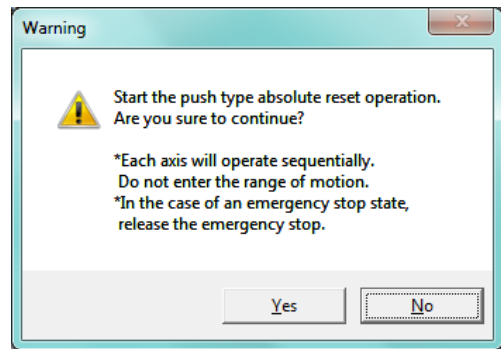 Warning
Start the push type absolute reset operation.
Are you sure to continue?
*Each axis will operate sequentially.
Do not enter the range of motion.
*In the case of an emergency stop state,
release the emergency stop.
Yes
No